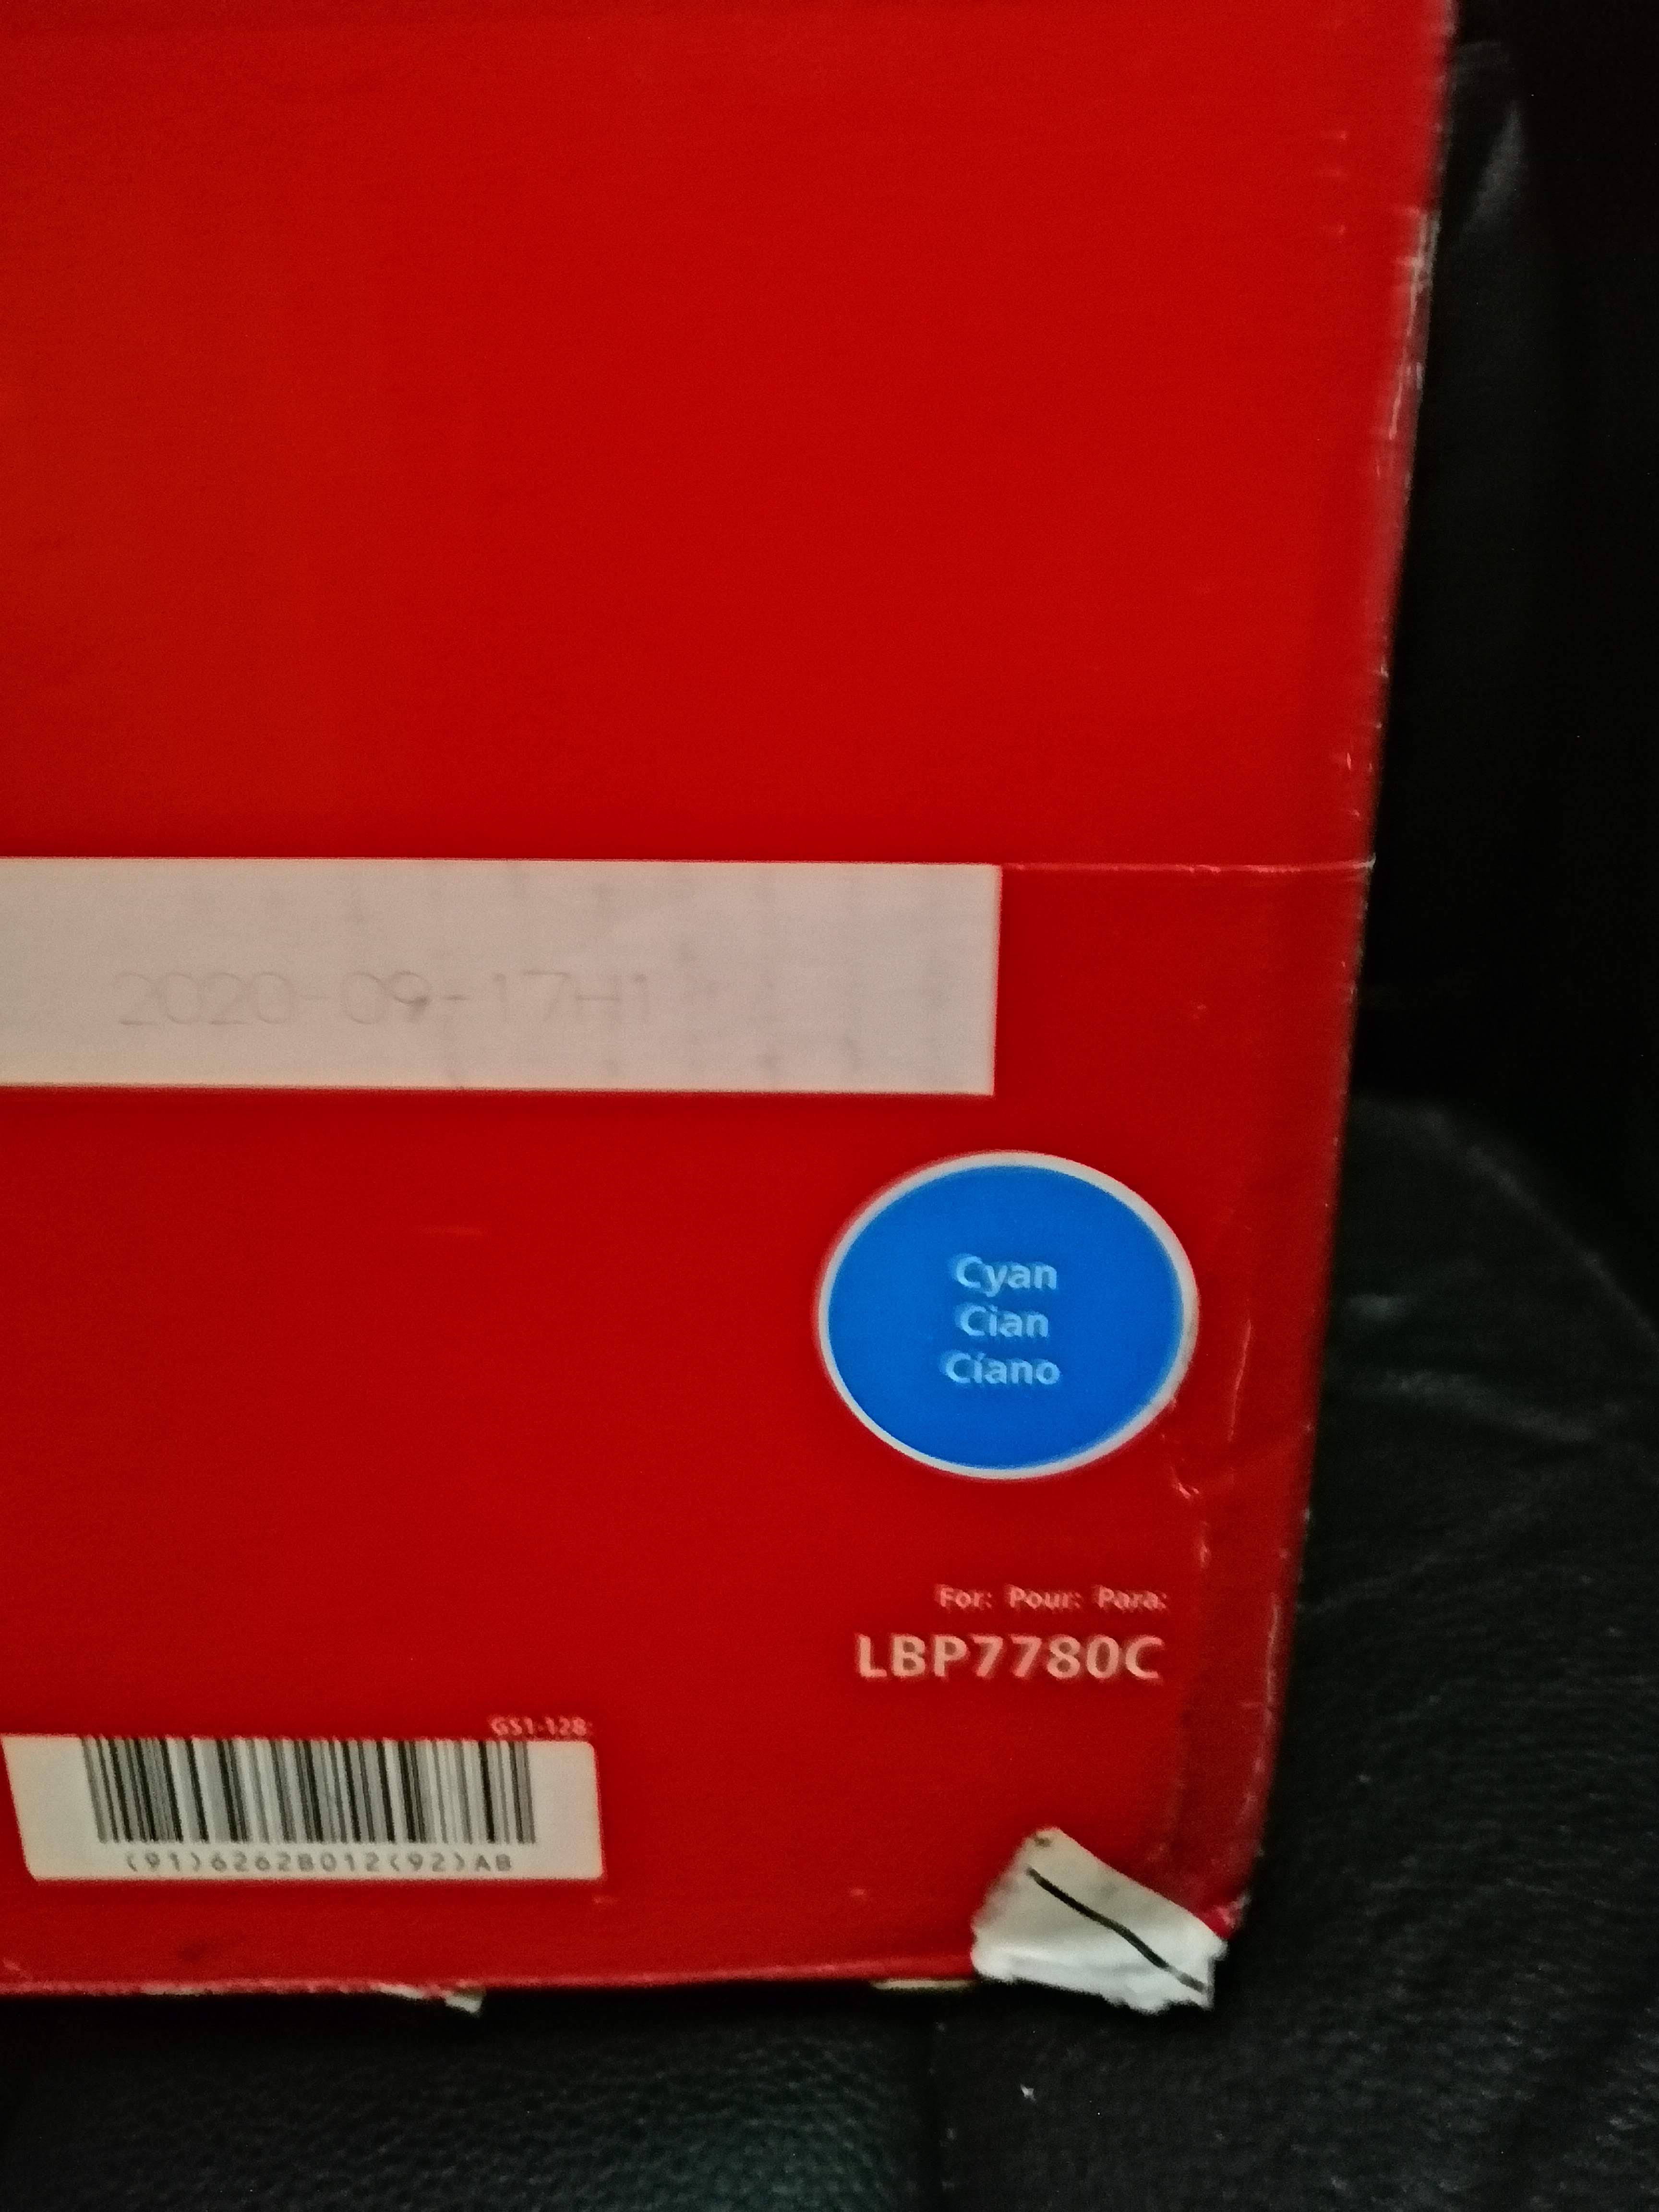 2020-09-17H1
Cyan
Cian
Ciano
For: Pour: Para:
LBP7780C
GS1-128:
(91)6262B012(92)AB